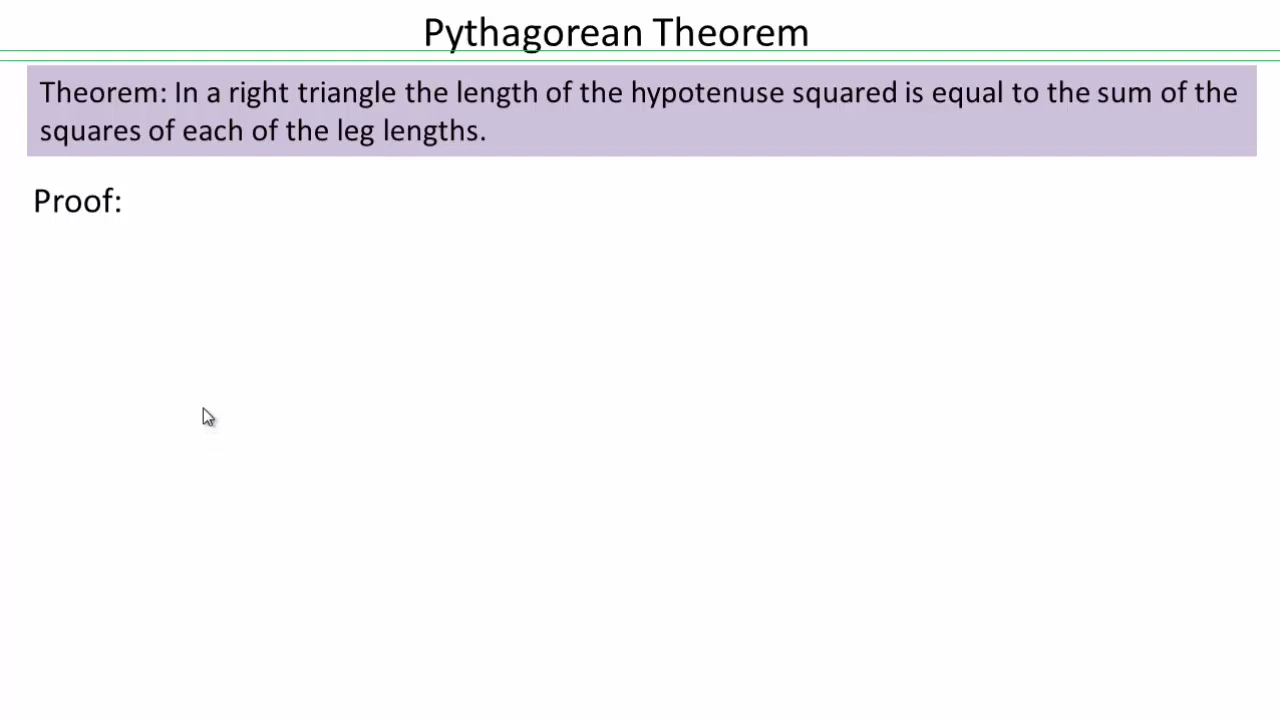 Pythagorean Theorem
Theorem: In a right triangle the length of the hypotenuse squared is equal to the sum of the
squares of each of the leg lengths.
Proof: